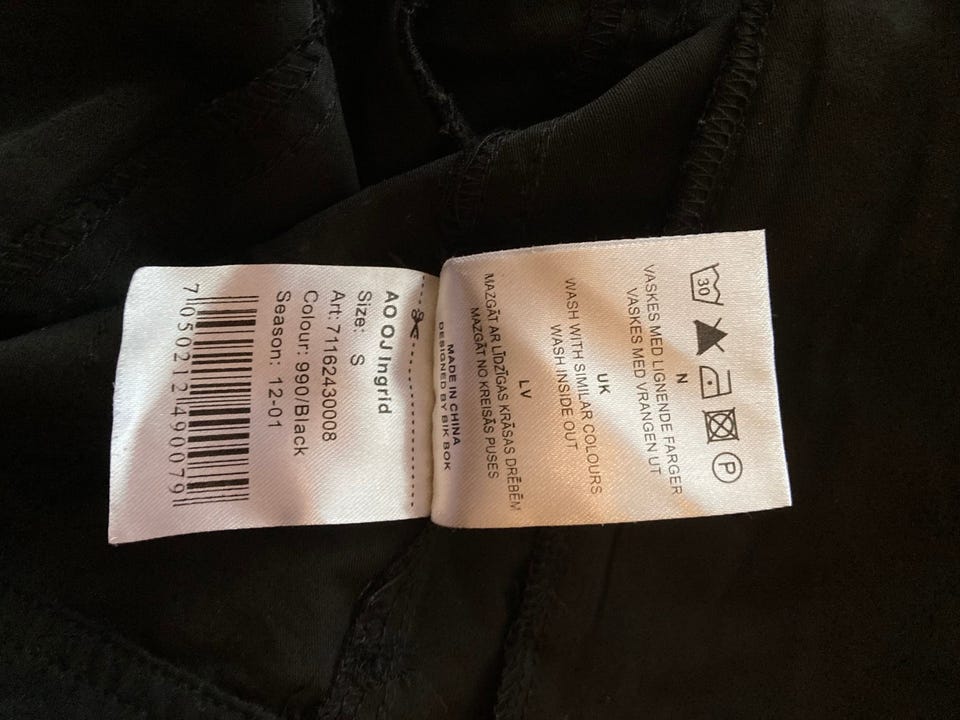 30
P
N
VASKES MED LIGNENDE FARGER
VASKES MED VRANGEN UT
UK
WASH WITH SIMILAR COLOURS
WASH INSIDE OUT
LV
MAZGĀT AR LĪDZĪGAS KRĀSAS DRĒBĒM
MAZGĀT NO KREISĀS PUSES
MADE IN CHINA
DESIGNED BY BIK BOK
AO OJ Ingrid
Size: S
Art: 71162430008
Colour: 990/Black
Season: 12-01
7050212490079